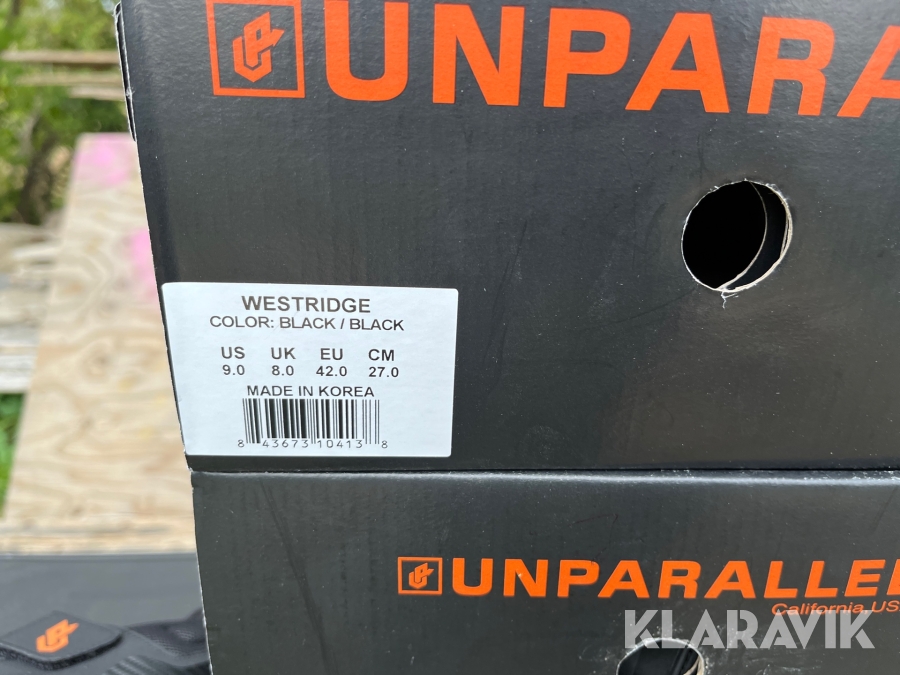 UNPARA
WESTRIDGE
COLOR: BLACK / BLACK
US UK EU CM
9.0 8.0 42.0 27.0
MADE IN KOREA
8 43673 10413 8
UNPARALLEL
California, US
KLARAVIK